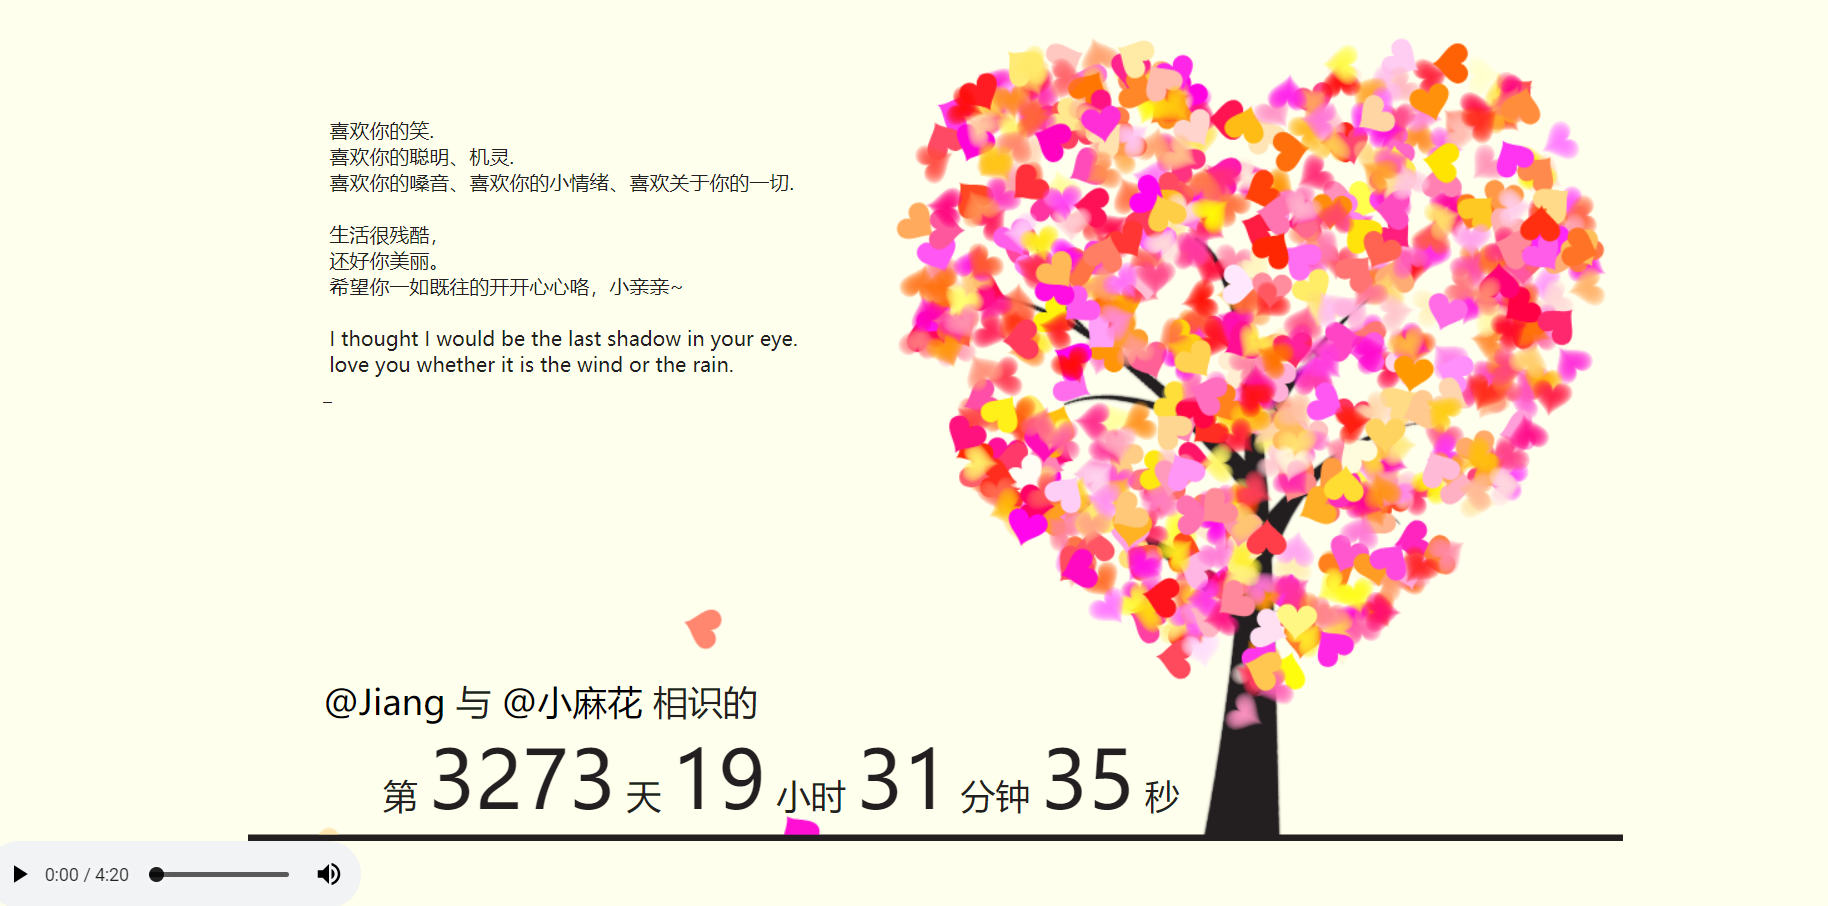 喜欢你的笑.
喜欢你的聪明、机灵.
喜欢你的嗓音、喜欢你的小情绪、喜欢关于你的一切.
生活很残酷，
还好你美丽。
希望你一如既往的开开心心咯，小亲亲~
I thought I would be the last shadow in your eye.
love you whether it is the wind or the rain.
_
@Jiang 与 @小麻花 相识的
第 3273 天 19 小时 31 分钟 35 秒
0:00 / 4:20